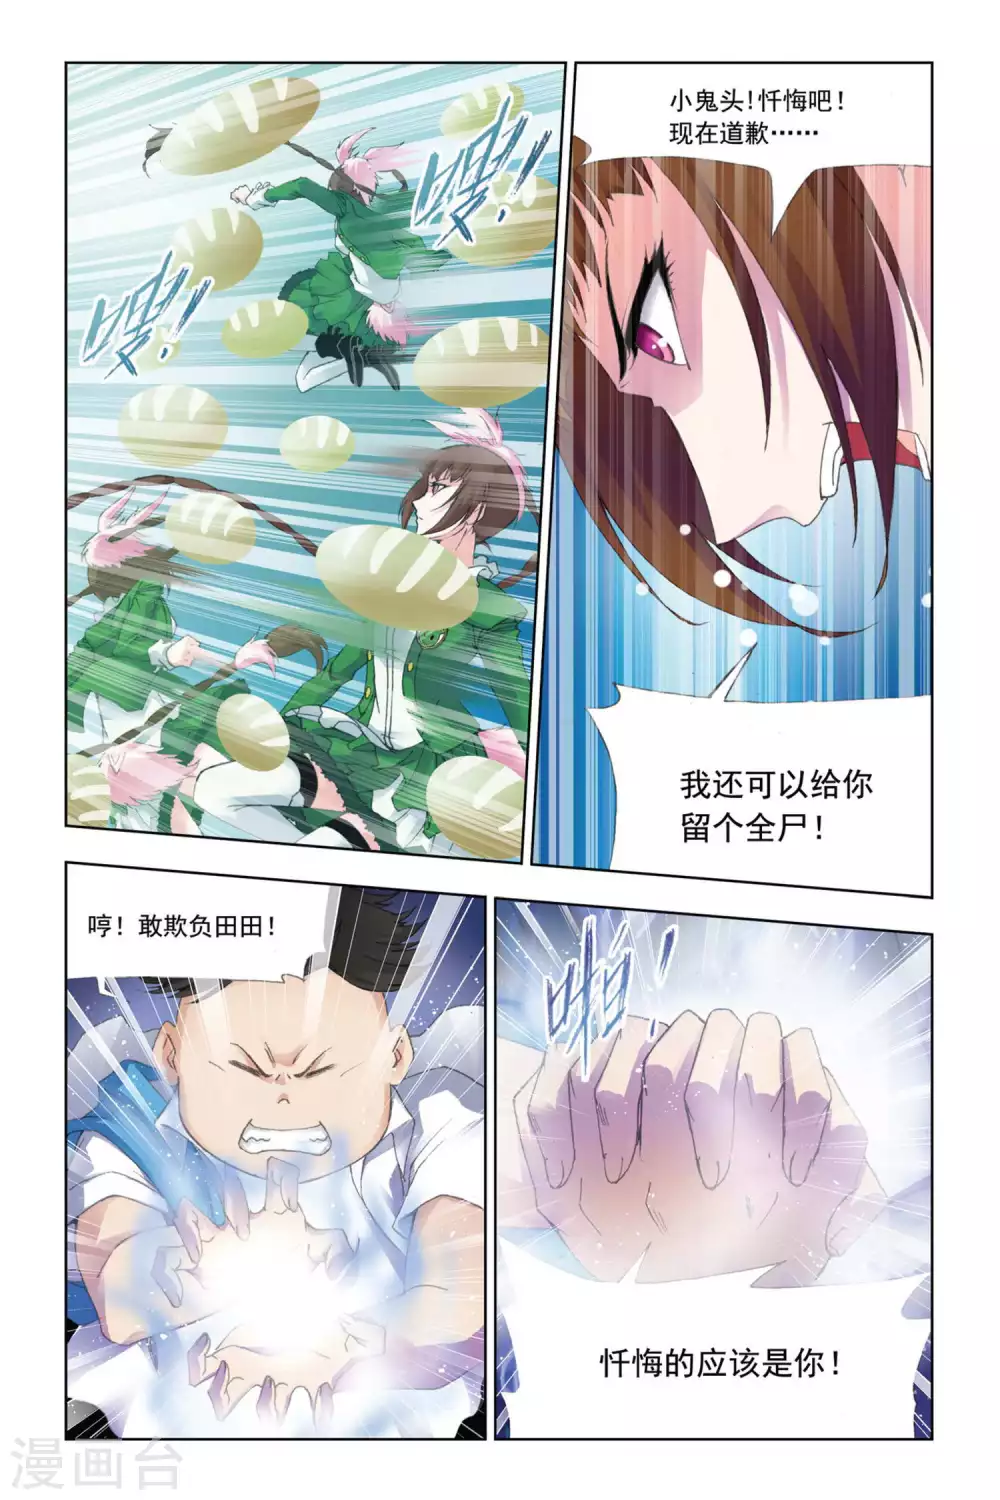 嗖！
嗖！
小鬼头！忏悔吧！
现在道歉……
我还可以给你
留个全尸！
哼！敢欺负田田！
啪！
忏悔的应该是你！
漫画台